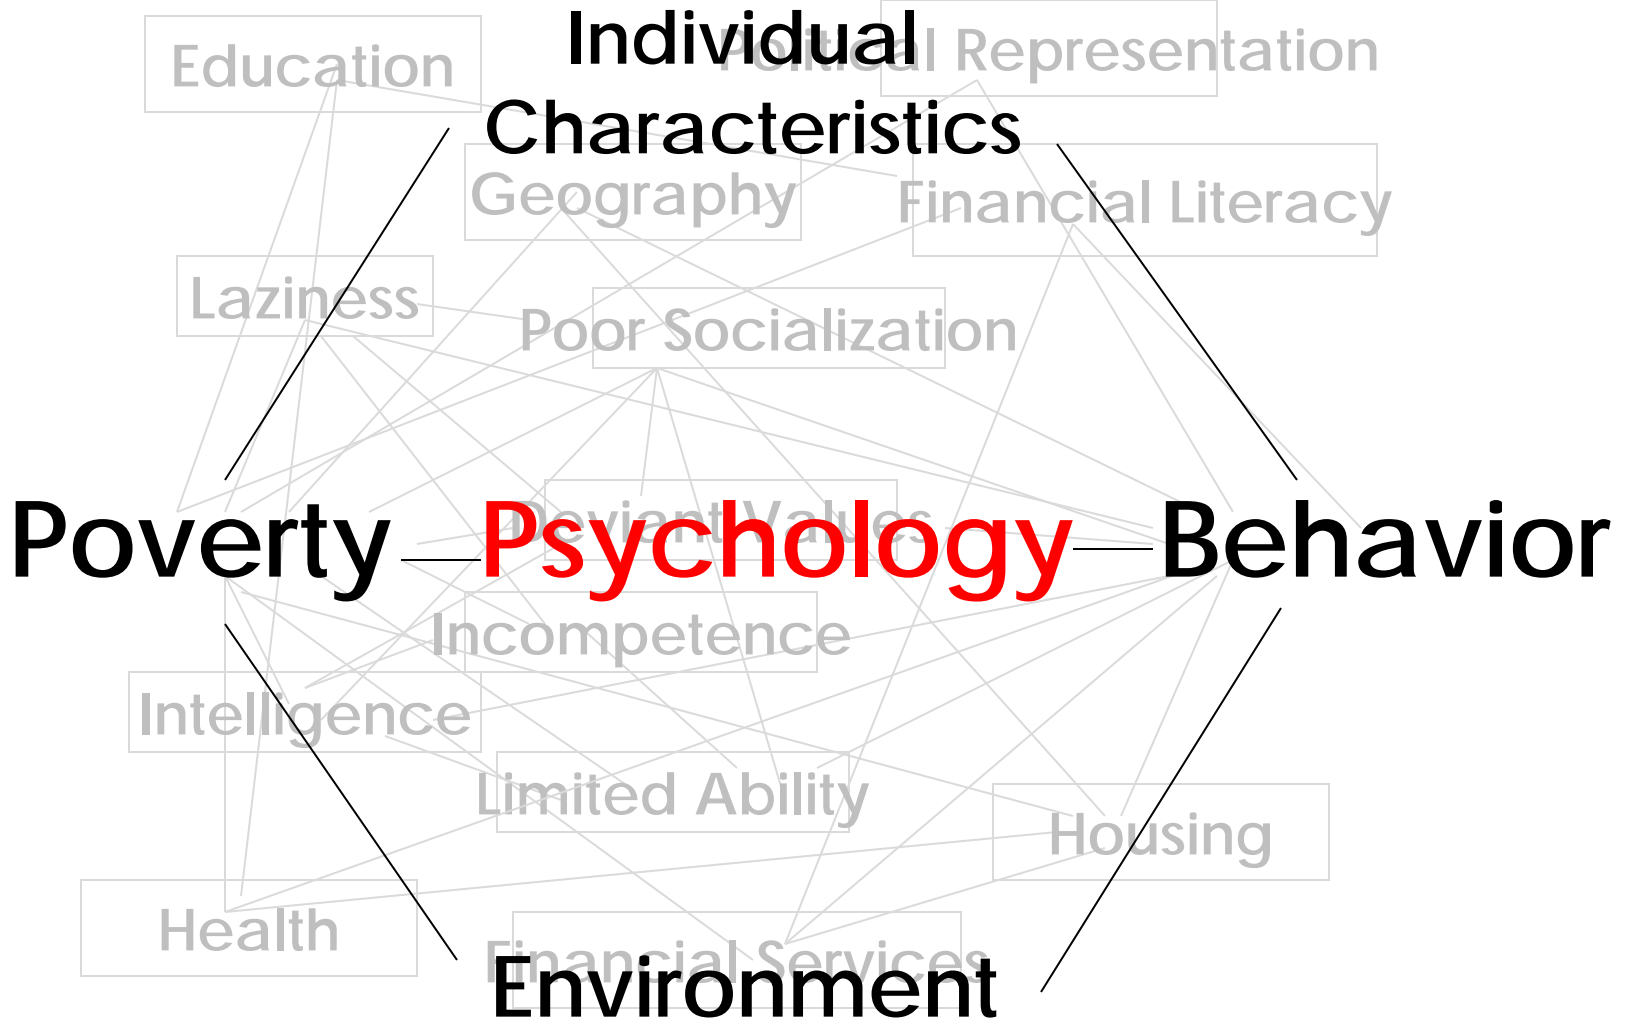 Individual
Characteristics
Education
Political Representation
Geography
Financial Literacy
Laziness
Poor Socialization
Deviant Values
Poverty
Psychology
Behavior
Incompetence
Intelligence
Limited Ability
Housing
Health
Financial Services
Environment